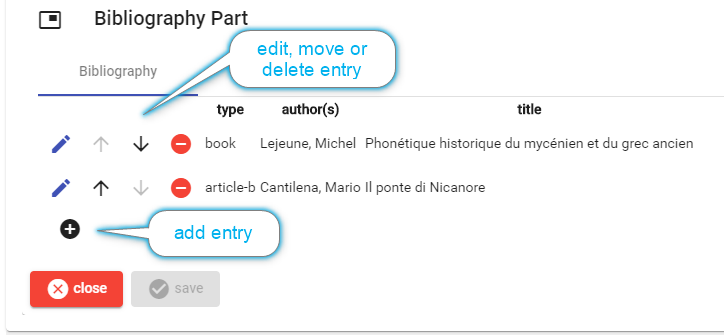 Bibliography Part
edit, move or
delete entry
Bibliography
type author(s) title
book Lejeune, Michel Phonétique historique du mycénien et du grec ancien
article-b Cantilena, Mario Il ponte di Nicanore
add entry
close save